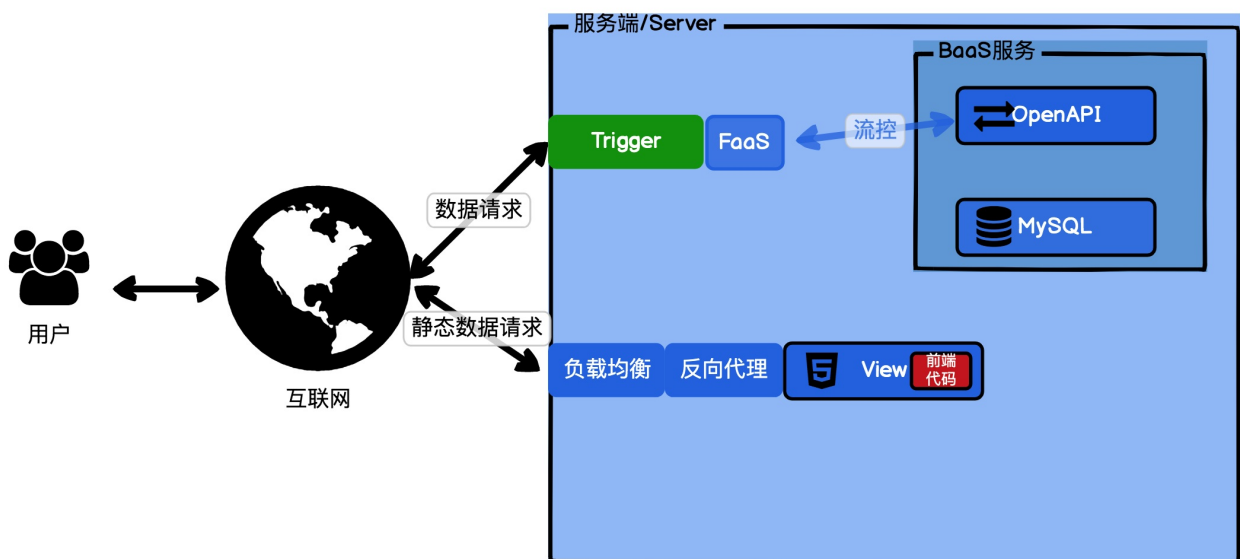 服务端/Server
BaaS服务
OpenAPI
Trigger
FaaS
流控
数据请求
MySQL
用户
互联网
静态数据请求
负载均衡
反向代理
5
View
前端
代码